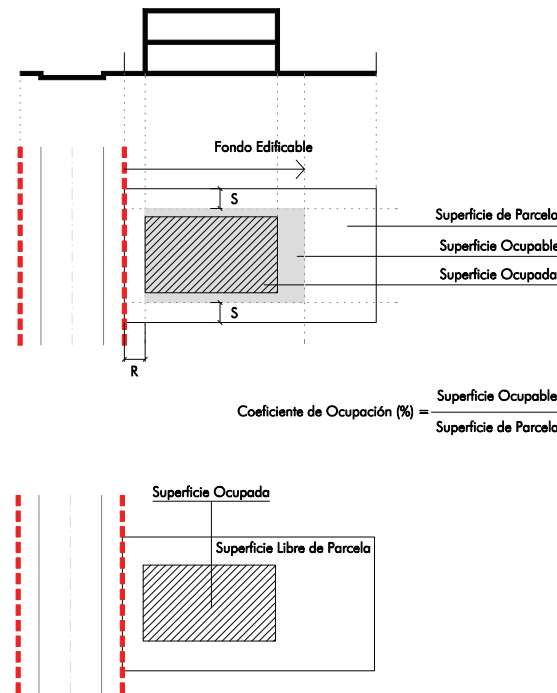 Fondo Edificable
S
Superficie de Parcela
Superficie Ocupable
Superficie Ocupada
S
R
Coeficiente de Ocupación (%) =
Superficie Ocupable
Superficie de Parcela
Superficie Ocupada
Superficie Libre de Parcela